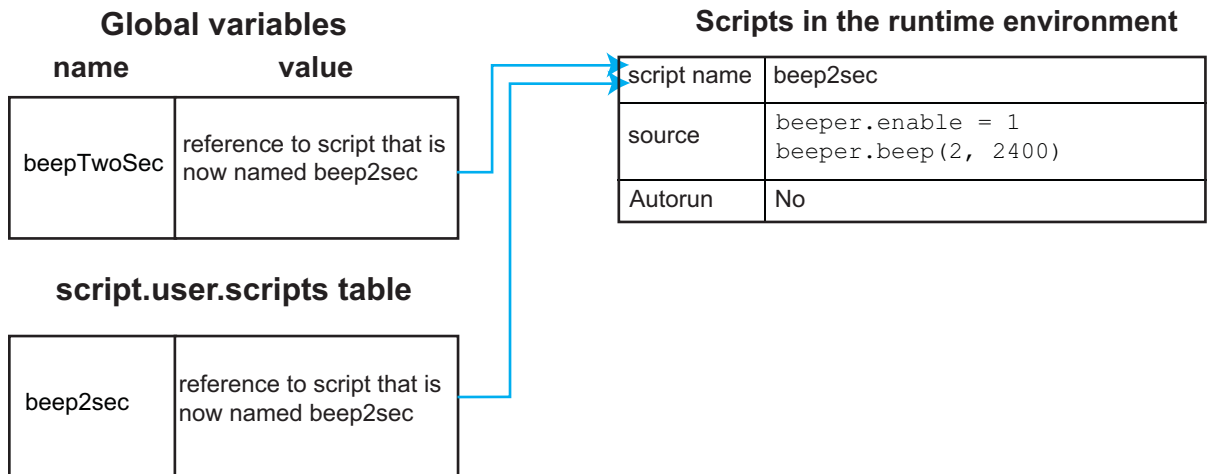 Global variables
name value
beepTwoSec
reference to script that is
now named beep2sec
script.user.scripts table
beep2sec
reference to script that is
now named beep2sec
Scripts in the runtime environment
script name beep2sec
source
beeper.enable = 1
beeper.beep(2, 2400)
Autorun No